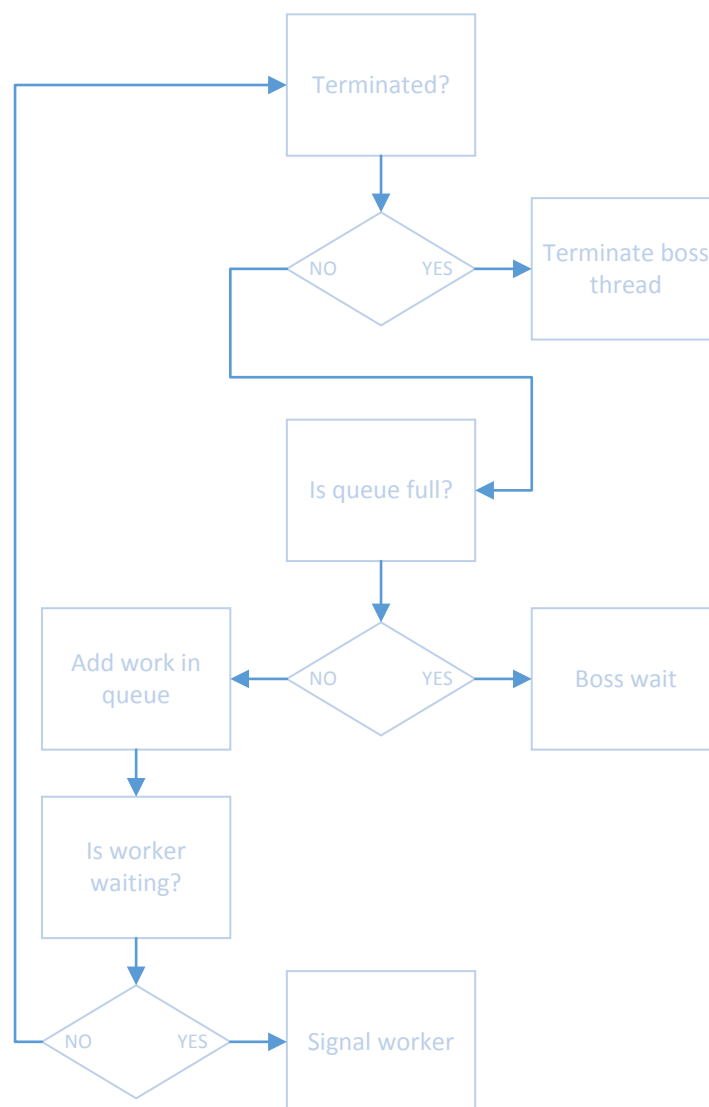 Terminated?
NO
YES
Terminate boss
thread
Is queue full?
Add work in
queue
NO
YES
Boss wait
Is worker
waiting?
NO
YES
Signal worker